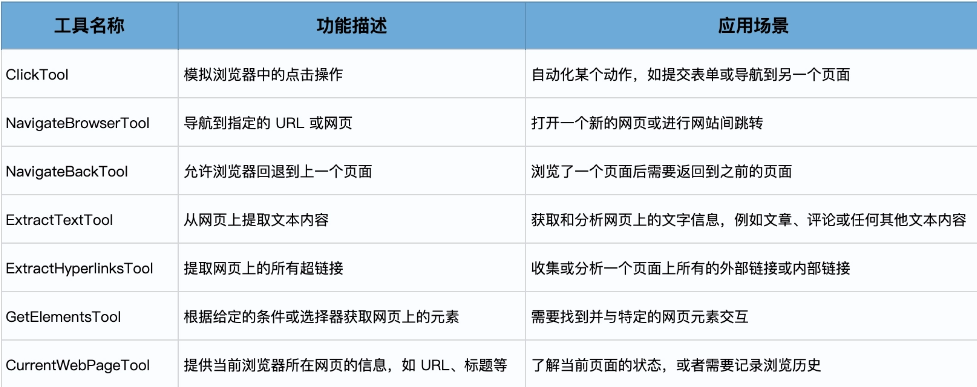 工具名称 功能描述 应用场景
ClickTool 模拟浏览器中的点击操作 自动化某个动作，如提交表单或导航到另一个页面
NavigateBrowserTool 导航到指定的 URL 或网页 打开一个新的网页或进行网站间跳转
NavigateBackTool 允许浏览器回退到上一个页面 浏览了一个页面后需要返回到之前的页面
ExtractTextTool 从网页上提取文本内容 获取和分析网页上的文字信息，例如文章、评论或任何其他文本内容
ExtractHyperlinksTool 提取网页上的所有超链接 收集或分析一个页面上所有的外部链接或内部链接
GetElementsTool 根据给定的条件或选择器获取网页上的元素 需要找到并与特定的网页元素交互
CurrentWebPageTool 提供当前浏览器所在网页的信息，如 URL、标题等 了解当前页面的状态，或者需要记录浏览历史